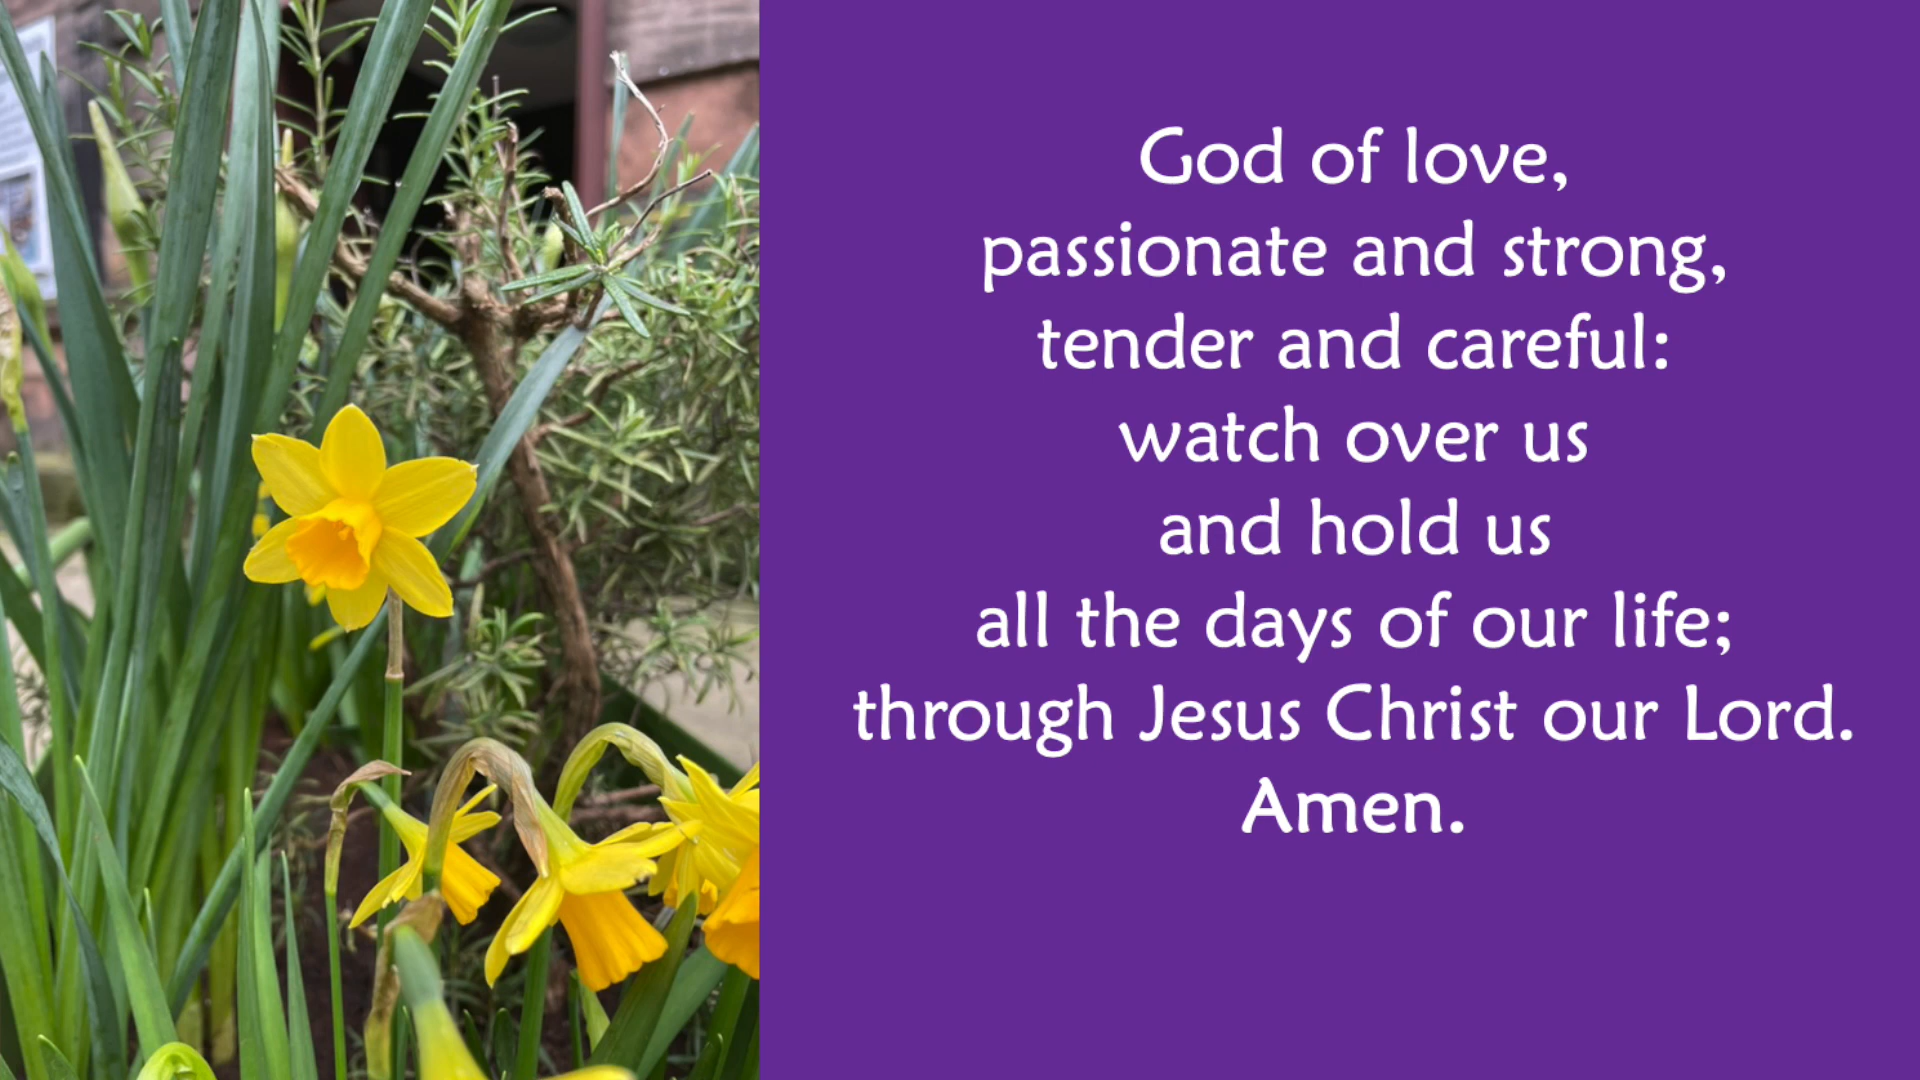 God of love,
passionate and strong,
tender and careful:
watch over us
and hold us
all the days of our life;
through Jesus Christ our Lord.
Amen.